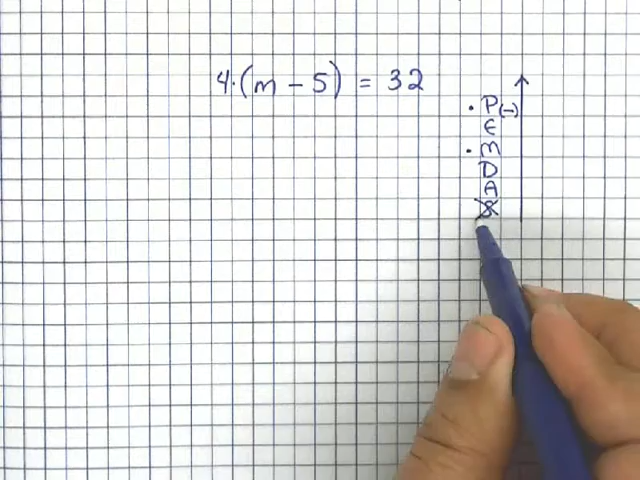 4·(m − 5) = 32
· P (−)
E
· M
D
A
S